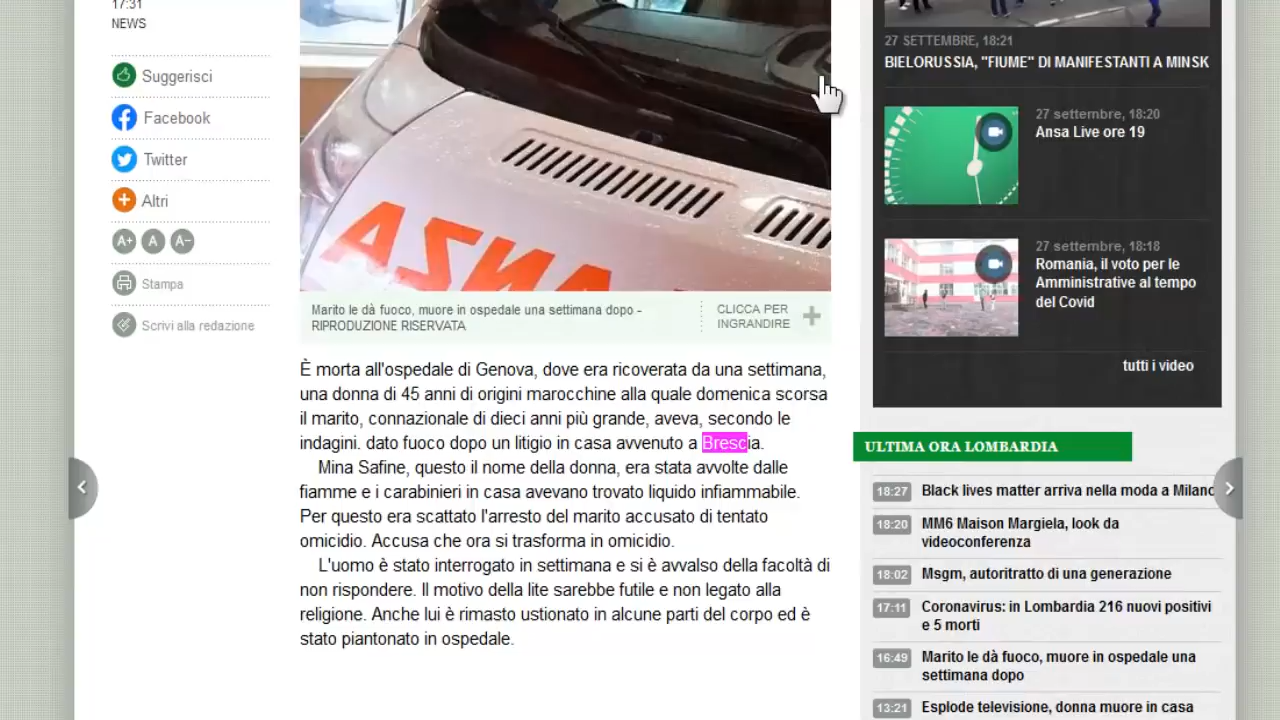 17:31
NEWS
Suggerisci
Facebook
Twitter
Altri
A+ A A-
Stampa
Scrivi alla redazione
AZNA
Marito le dà fuoco, muore in ospedale una settimana dopo -
RIPRODUZIONE RISERVATA
CLICCA PER
INGRANDIRE
È morta all'ospedale di Genova, dove era ricoverata da una settimana,
una donna di 45 anni di origini marocchine alla quale domenica scorsa
il marito, connazionale di dieci anni più grande, aveva, secondo le
indagini. dato fuoco dopo un litigio in casa avvenuto a Brescia.
Mina Safine, questo il nome della donna, era stata avvolte dalle
fiamme e i carabinieri in casa avevano trovato liquido infiammabile.
Per questo era scattato l'arresto del marito accusato di tentato
omicidio. Accusa che ora si trasforma in omicidio.
L'uomo è stato interrogato in settimana e si è avvalso della facoltà di
non rispondere. Il motivo della lite sarebbe futile e non legato alla
religione. Anche lui è rimasto ustionato in alcune parti del corpo ed è
stato piantonato in ospedale.
27 SETTEMBRE, 18:21
BIELORUSSIA, "FIUME" DI MANIFESTANTI A MINSK
27 settembre, 18:20
Ansa Live ore 19
27 settembre, 18:18
Romania, il voto per le
Amministrative al tempo
del Covid
tutti i video
ULTIMA ORA LOMBARDIA
18:27 Black lives matter arriva nella moda a Milano
18:20 MM6 Maison Margiela, look da
videoconferenza
18:02 Msgm, autoritratto di una generazione
17:11 Coronavirus: in Lombardia 216 nuovi positivi
e 5 morti
16:49 Marito le dà fuoco, muore in ospedale una
settimana dopo
13:21 Esplode televisione, donna muore in casa